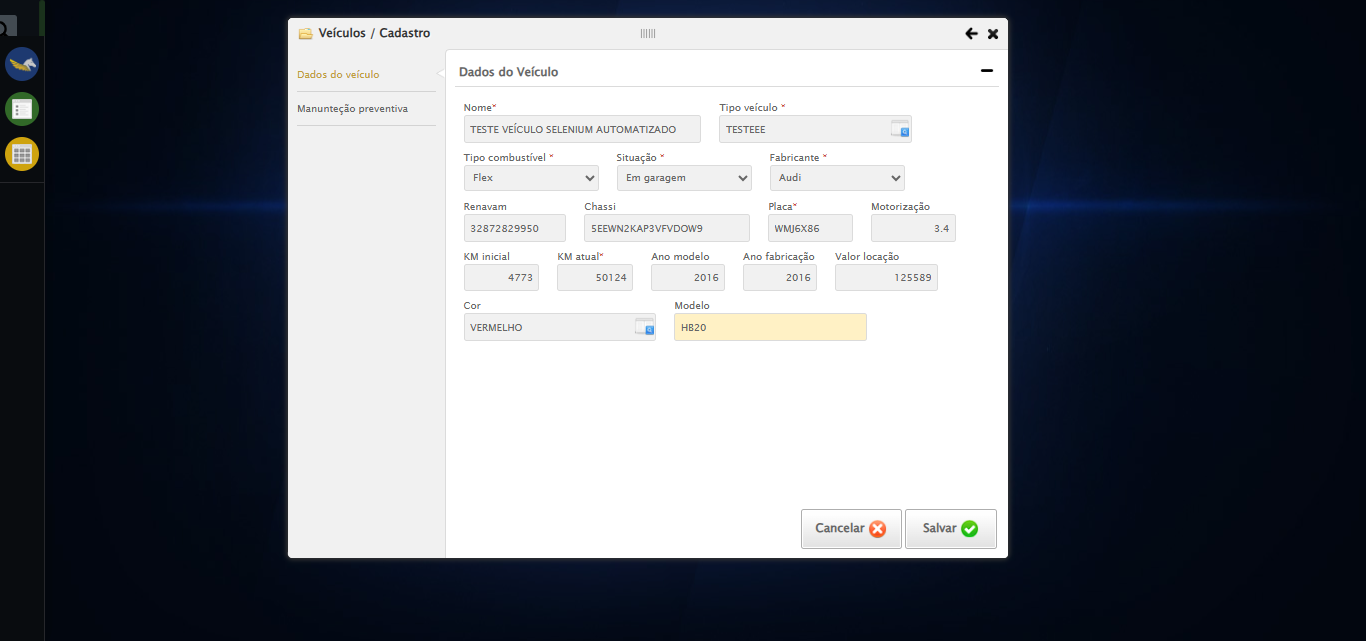 Veículos / Cadastro
Dados do veículo
Manunteção preventiva
Dados do Veículo
Nome* Tipo veículo *
TESTE VEÍCULO SELENIUM AUTOMATIZADO TESTEEE
Tipo combustível * Situação * Fabricante *
Flex Em garagem Audi
Renavam Chassi Placa* Motorização
32872829950 5EEWN2KAP3VFVDOW9 WMJ6X86 3.4
KM inicial KM atual* Ano modelo Ano fabricação Valor locação
4773 50124 2016 2016 125589
Cor Modelo
VERMELHO HB20
Cancelar Salvar